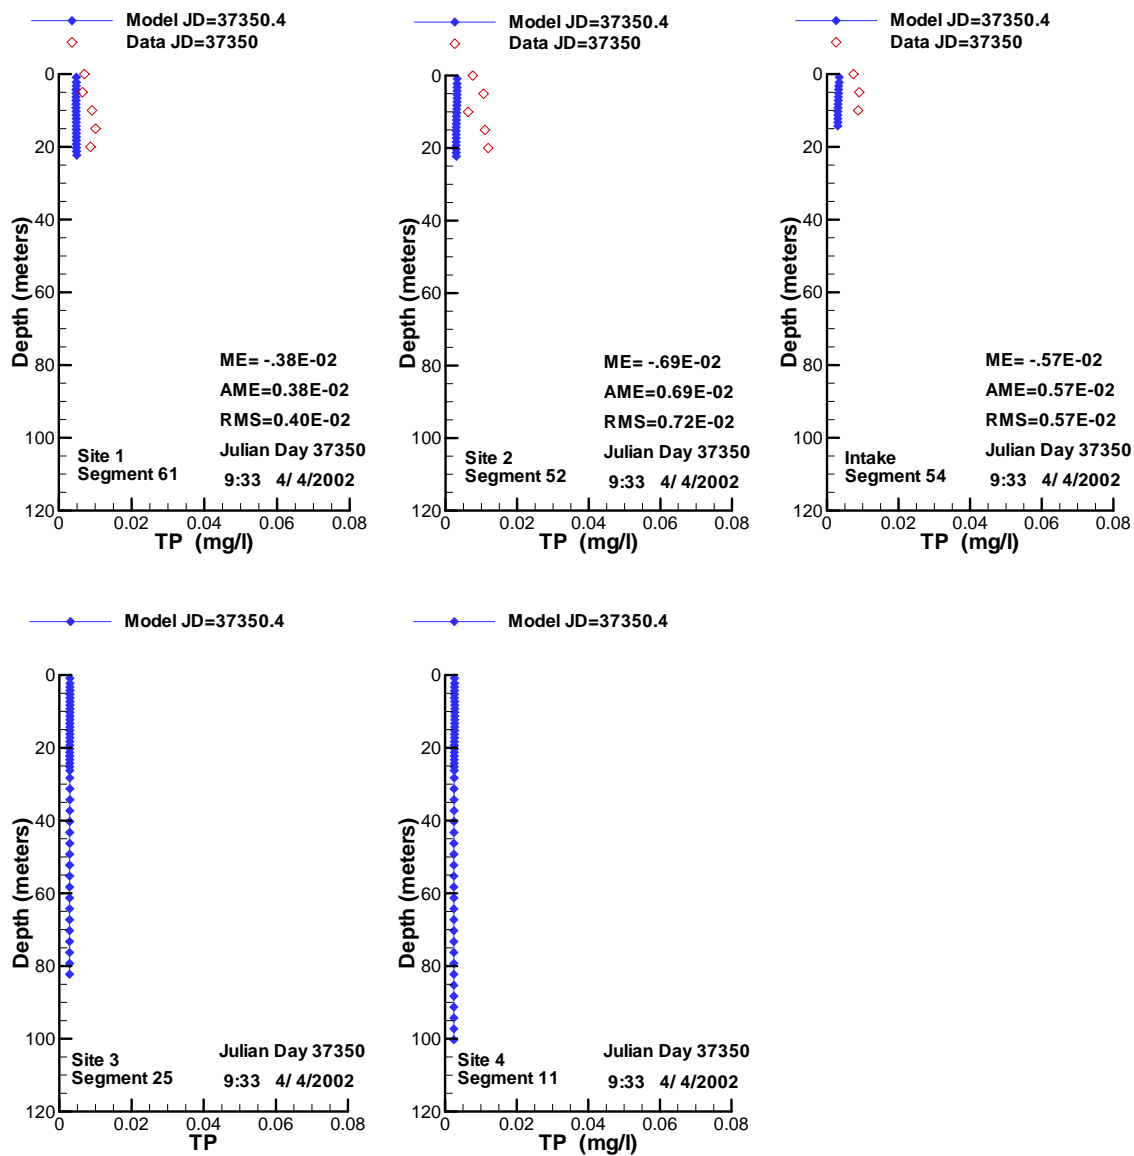 Model JD=37350.4
Data JD=37350
0
20
40
60
80
100
120
Depth (meters)
ME= -.38E-02
AME=0.38E-02
RMS=0.40E-02
Julian Day 37350
9:33 4/ 4/2002
Site 1
Segment 61
0 0.02 0.04 0.06 0.08
TP (mg/l)
Model JD=37350.4
Data JD=37350
0
20
40
60
80
100
120
Depth (meters)
ME= -.69E-02
AME=0.69E-02
RMS=0.72E-02
Julian Day 37350
9:33 4/ 4/2002
Site 2
Segment 52
0 0.02 0.04 0.06 0.08
TP (mg/l)
Model JD=37350.4
Data JD=37350
0
20
40
60
80
100
120
Depth (meters)
ME= -.57E-02
AME=0.57E-02
RMS=0.57E-02
Julian Day 37350
9:33 4/ 4/2002
Intake
Segment 54
0 0.02 0.04 0.06 0.08
TP (mg/l)
Model JD=37350.4
0
20
40
60
80
100
120
Depth (meters)
Julian Day 37350
9:33 4/ 4/2002
Site 3
Segment 25
0 0.02 0.04 0.06 0.08
TP
Model JD=37350.4
0
20
40
60
80
100
120
Depth (meters)
Julian Day 37350
9:33 4/ 4/2002
Site 4
Segment 11
0 0.02 0.04 0.06 0.08
TP (mg/l)